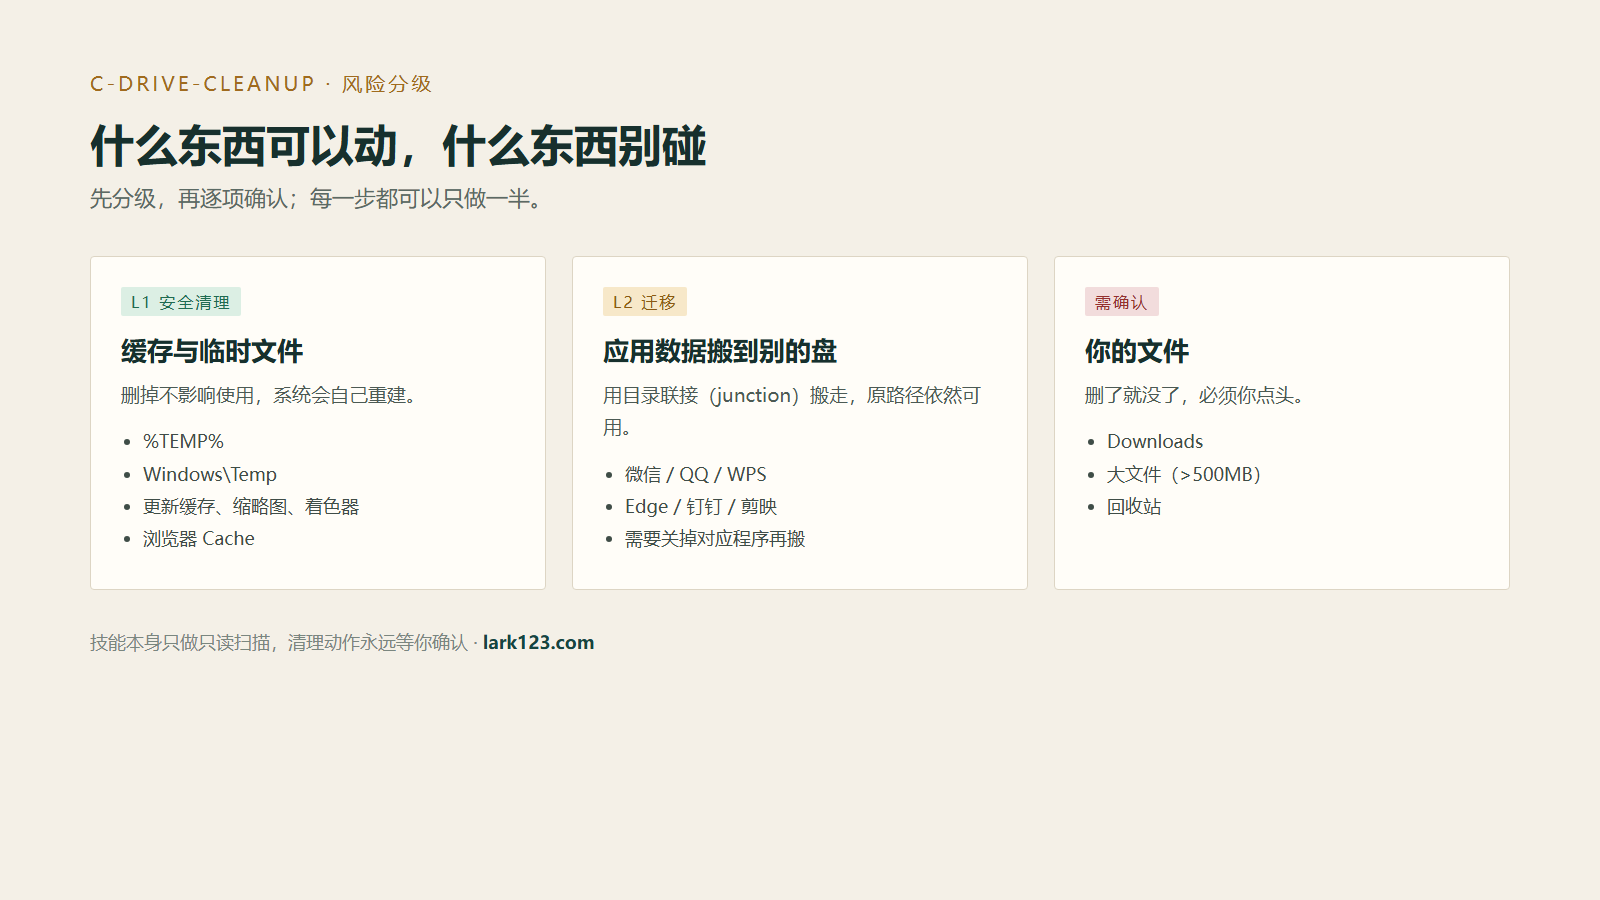 C-DRIVE-CLEANUP · 风险分级
什么东西可以动，什么东西别碰
先分级，再逐项确认；每一步都可以只做一半。
L1 安全清理
缓存与临时文件
删掉不影响使用，系统会自己重建。
• %TEMP%
• Windows\Temp
• 更新缓存、缩略图、着色器
• 浏览器 Cache
L2 迁移
应用数据搬到别的盘
用目录联接（junction）搬走，原路径依然可
用。
• 微信 / QQ / WPS
• Edge / 钉钉 / 剪映
• 需要关掉对应程序再搬
需确认
你的文件
删了就没了，必须你点头。
• Downloads
• 大文件（>500MB）
• 回收站
技能本身只做只读扫描，清理动作永远等你确认 · lark123.com